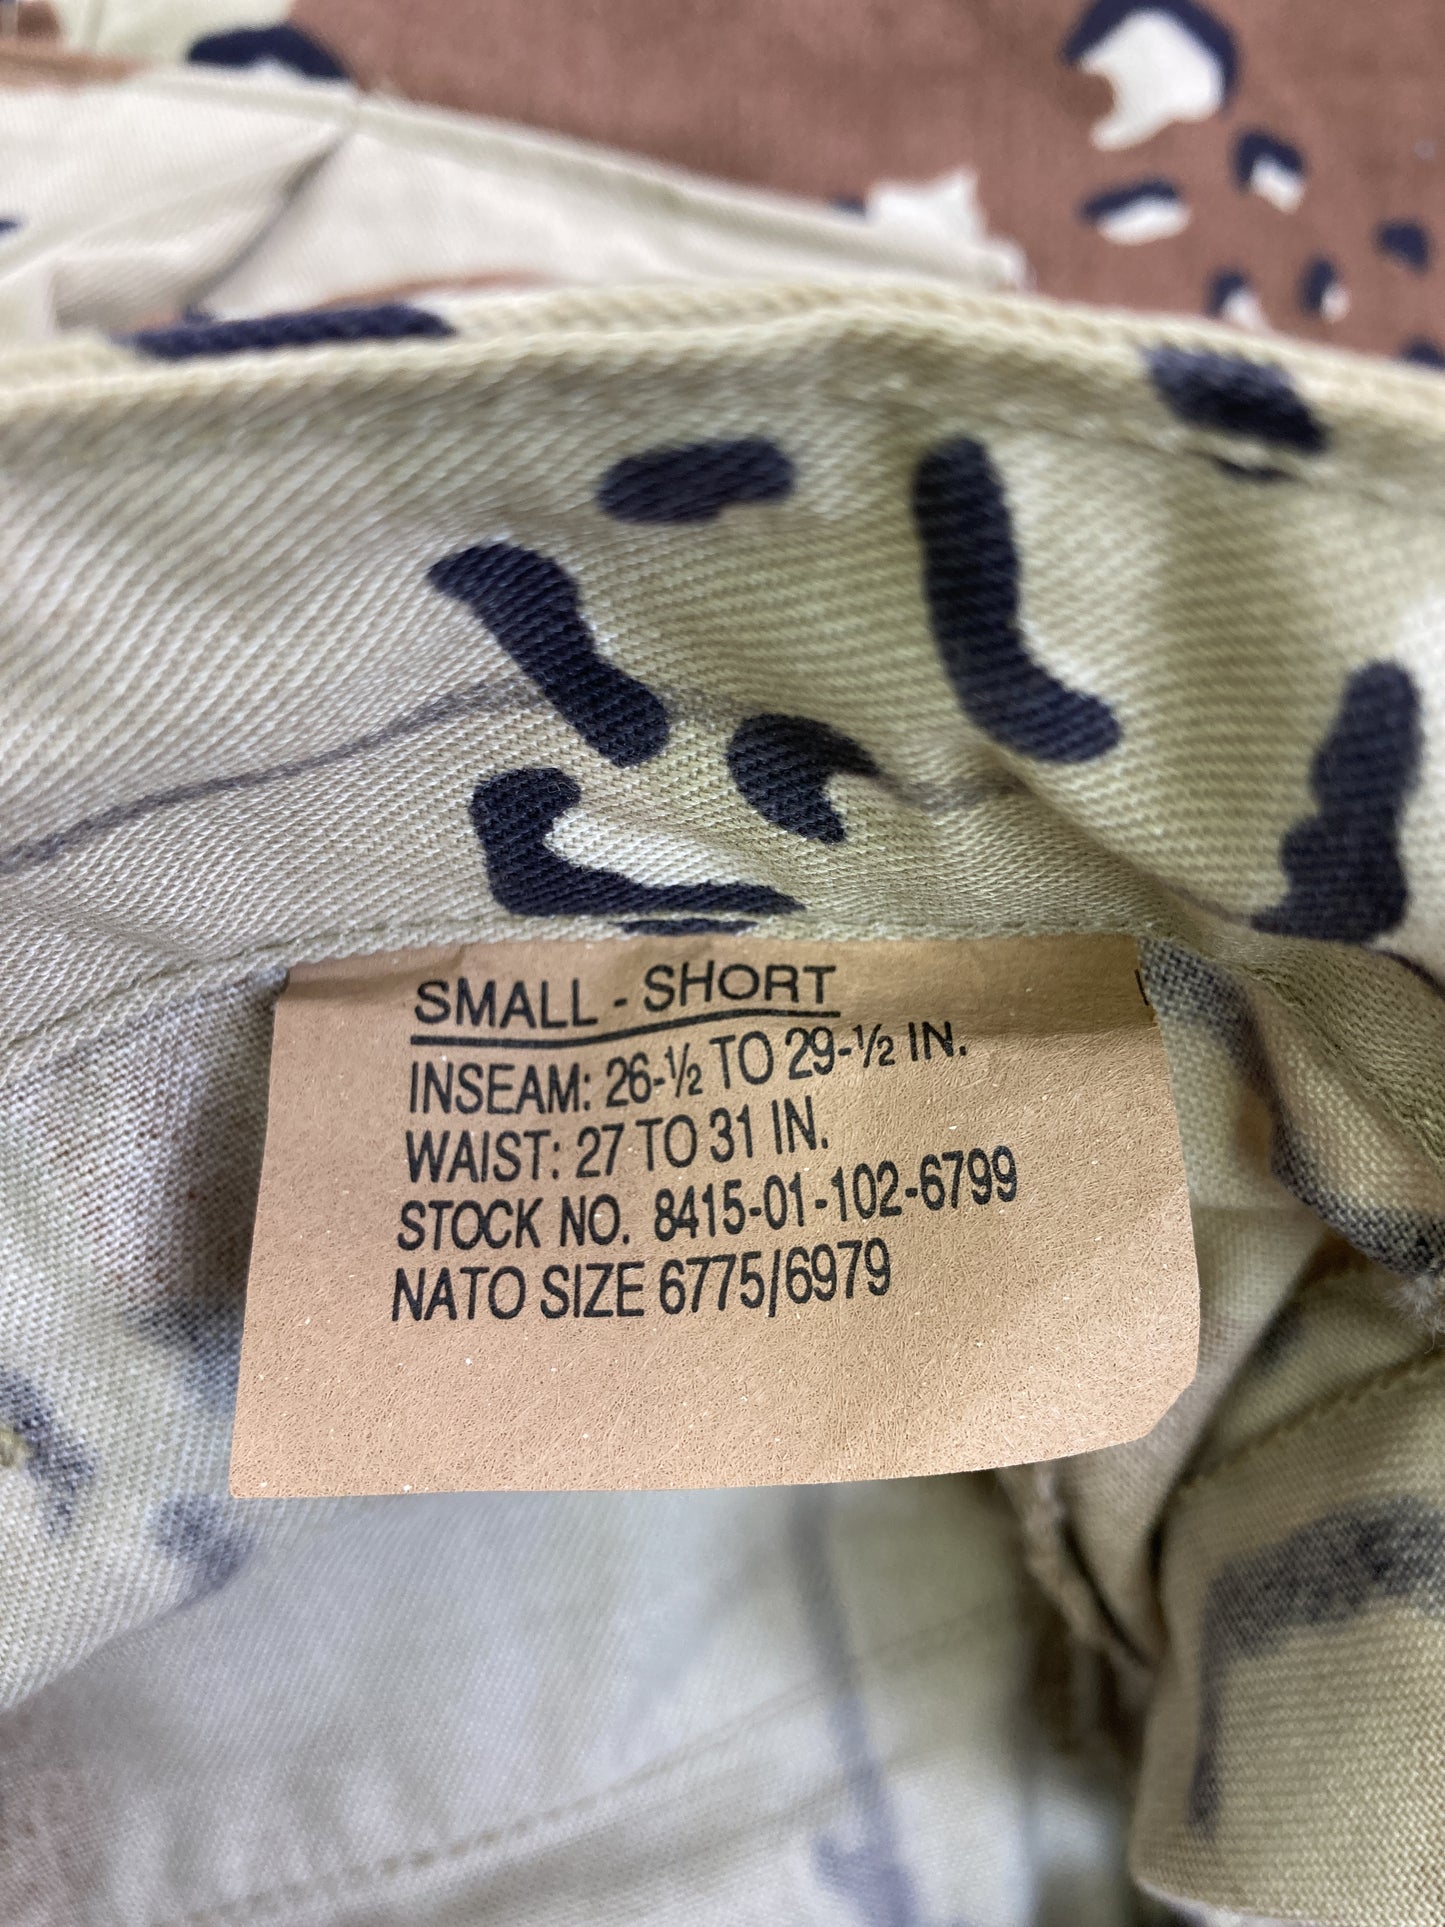 SMALL - SHORT
INSEAM: 26-½ TO 29-½ IN.
WAIST: 27 TO 31 IN.
STOCK NO. 8415-01-102-6799
NATO SIZE 6775/6979